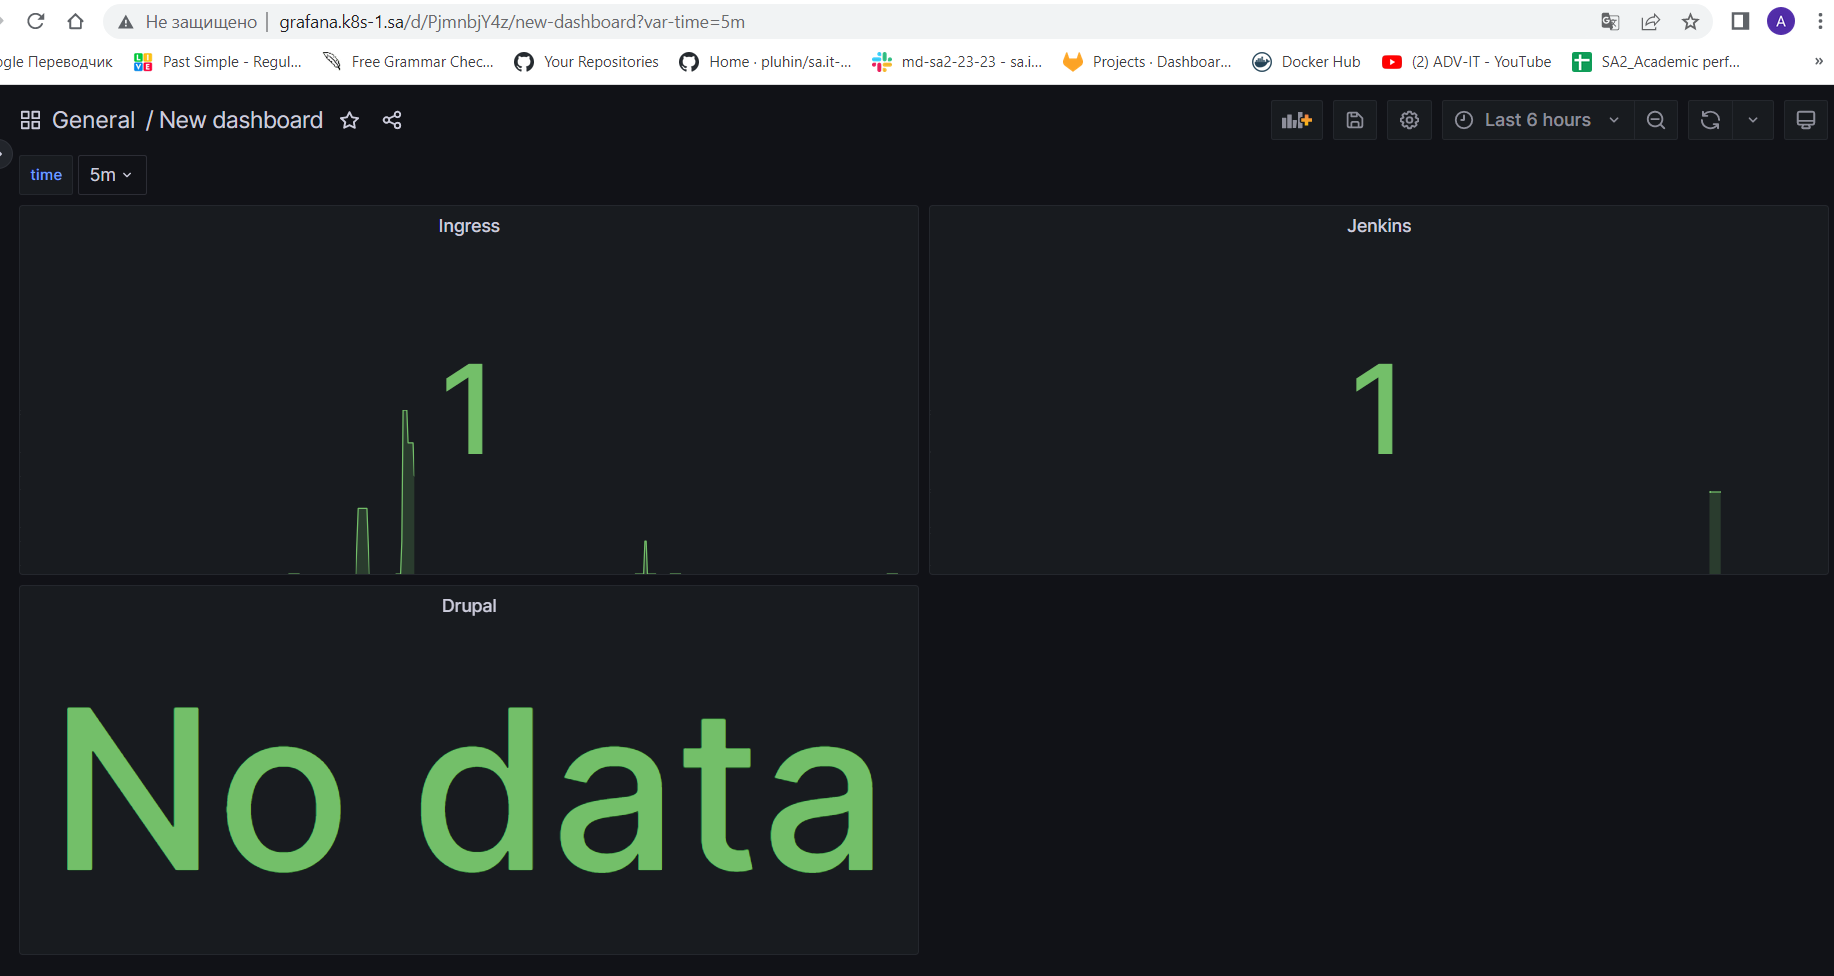 Не защищено | grafana.k8s-1.sa/d/PjmnbjY4z/new-dashboard?var-time=5m A
gle Переводчик Past Simple - Regul... Free Grammar Chec... Your Repositories Home · pluhin/sa.it-... md-sa2-23-23 - sa.i... Projects · Dashboar... Docker Hub (2) ADV-IT - YouTube SA2_Academic perf... »
General / New dashboard Last 6 hours
time 5m
Ingress
1
Jenkins
1
Drupal
No data